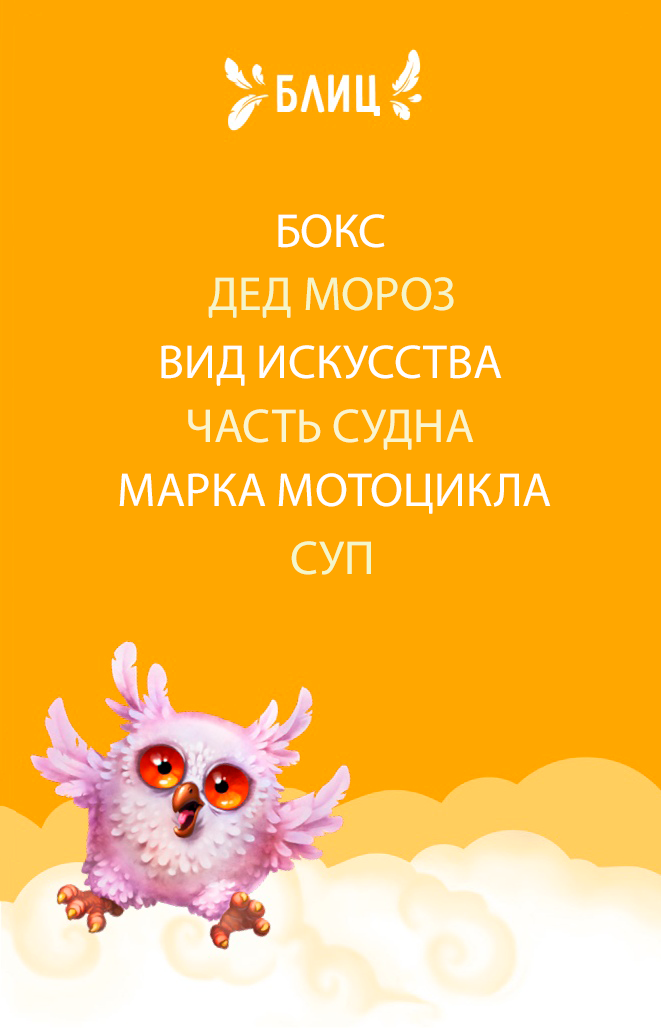 БЛИЦ
БОКС
ДЕД МОРОЗ
ВИД ИСКУССТВА
ЧАСТЬ СУДНА
МАРКА МОТОЦИКЛА
СУП